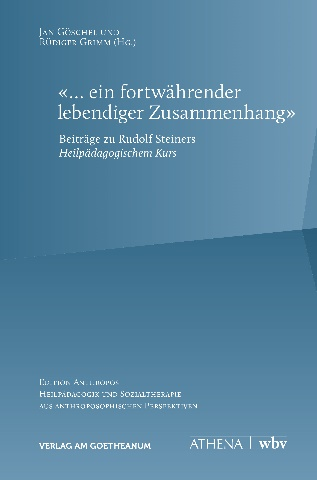 Jan Göschel und
Rüdiger Grimm (Hg.)
«... ein fortwährender
lebendiger Zusammenhang»
Beiträge zu Rudolf Steiners
Heilpädagogischem Kurs
Edition Anthropos
Heilpädagogik und Sozialtherapie
aus anthroposophischen Perspektiven
VERLAG AM GOETHEANUM
ATHENA | wbv